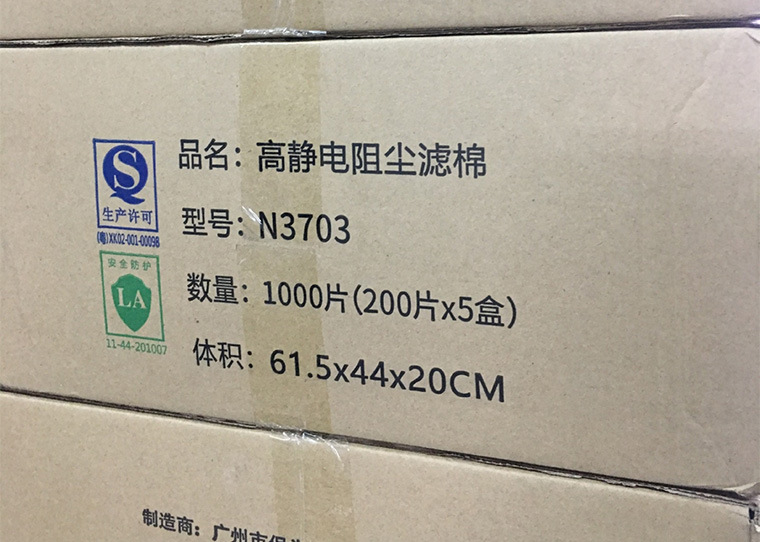 品名：高静电阻尘滤棉
型号：N3703
数量：1000片(200片x5盒)
体积：61.5x44x20CM
QS
生产许可
(粤)XK02-001-00098
安全防护
LA
11-44-201007
制造商：广州市保